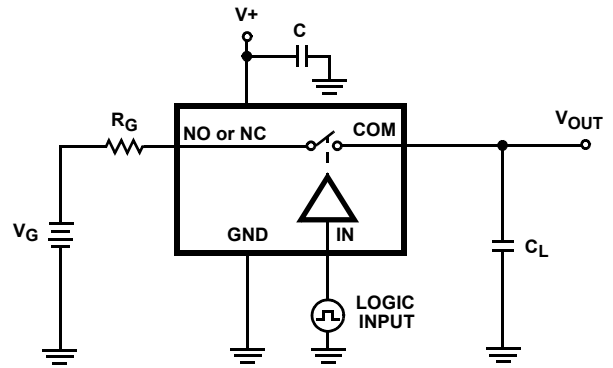 V+
C
RG
NO or NC
COM
VOUT
VG
GND
IN
CL
LOGIC
INPUT